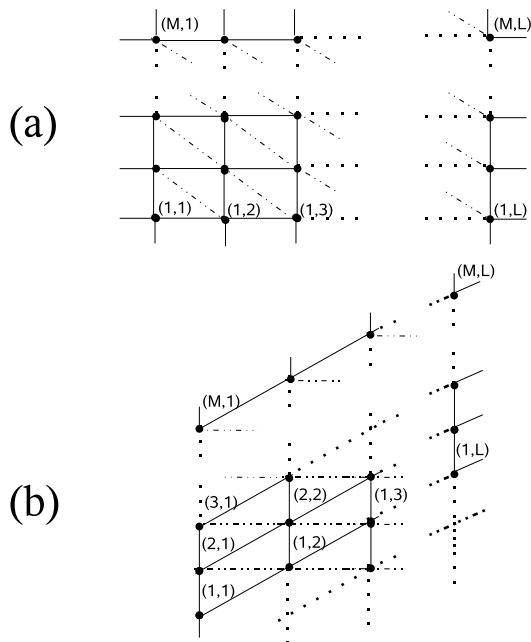 (M,1) (M,L)
(a)
(1,1) (1,2) (1,3) (1,L)
(M,L)
(M,1)
(1,L)
(3,1) (2,2) (1,3)
(b)
(2,1) (1,2)
(1,1)